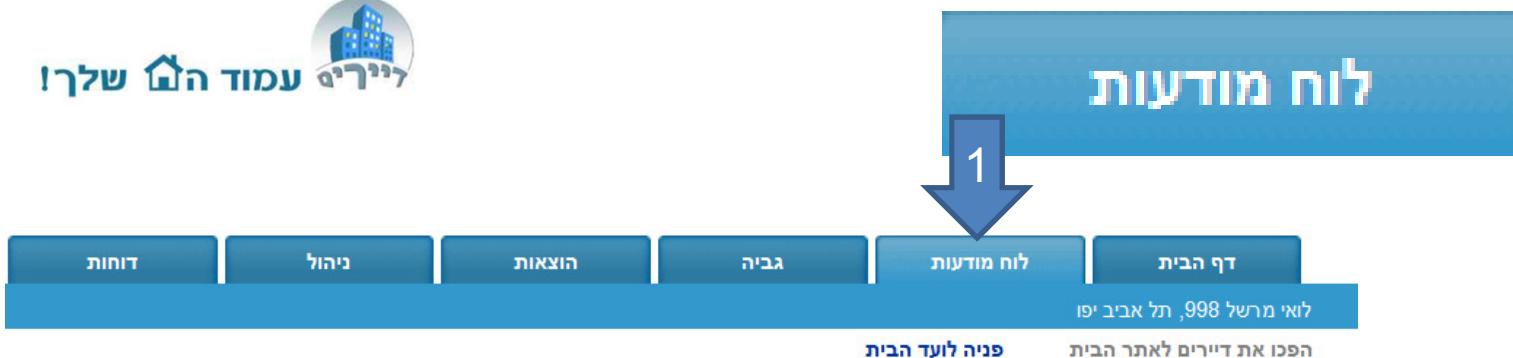 דיירים עמוד ה שלך!
לוח מודעות
1
דף הבית לוח מודעות גביה הוצאות ניהול דוחות
לואי מרשל 998, תל אביב יפו
הפכו את דיירים לאתר הבית פניה לועד הבית